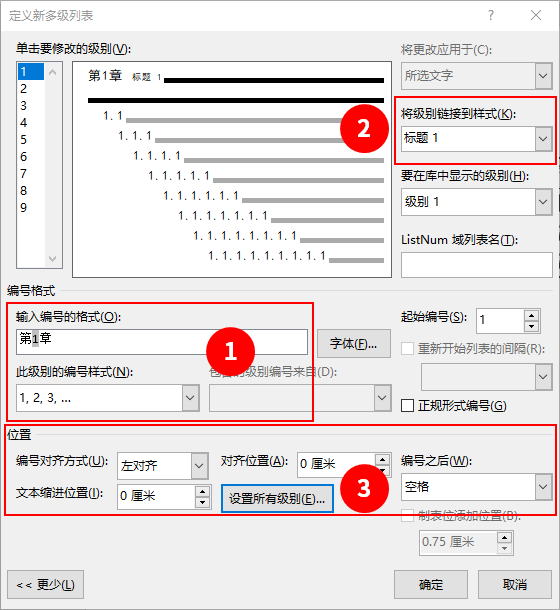 定义新多级列表 ? ×
单击要修改的级别(V): 将更改应用于(C):
1 第1章 标题 1 所选文字
2
3 将级别链接到样式(K):
4 1.1 2 标题 1
5 1.1.1
6 1.1.1.1 要在库中显示的级别(H):
7 1.1.1.1.1 级别 1
8 1.1.1.1.1.1
9 1.1.1.1.1.1.1 ListNum 域列表名(T):
1.1.1.1.1.1.1.1
1.1.1.1.1.1.1.1.1
编号格式
输入编号的格式(O): 起始编号(S): 1
第1章 1 字体(F)... 重新开始列表的间隔(R):
此级别的编号样式(N): 级别编号来自(D):
1, 2, 3, ... 正规形式编号(G)
位置
编号对齐方式(U): 左对齐 对齐位置(A): 0 厘米 编号之后(W):
文本缩进位置(I): 0 厘米 设置所有级别(E)... 3 空格
制表位添加位置(B):
0.75 厘米
<< 更少(L) 确定 取消